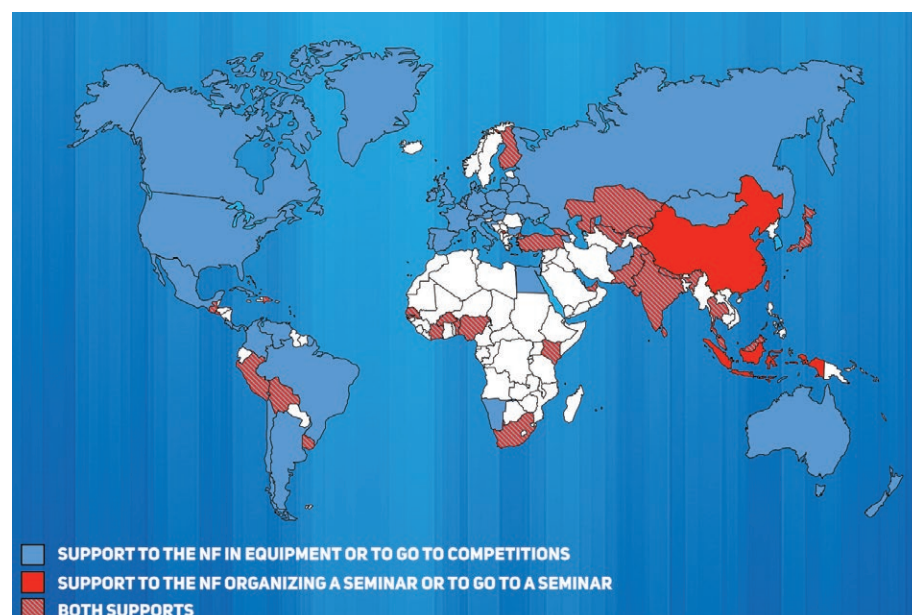 SUPPORT TO THE NF IN EQUIPMENT OR TO GO TO COMPETITIONS
SUPPORT TO THE NF ORGANIZING A SEMINAR OR TO GO TO A SEMINAR
BOTH SUPPORTS